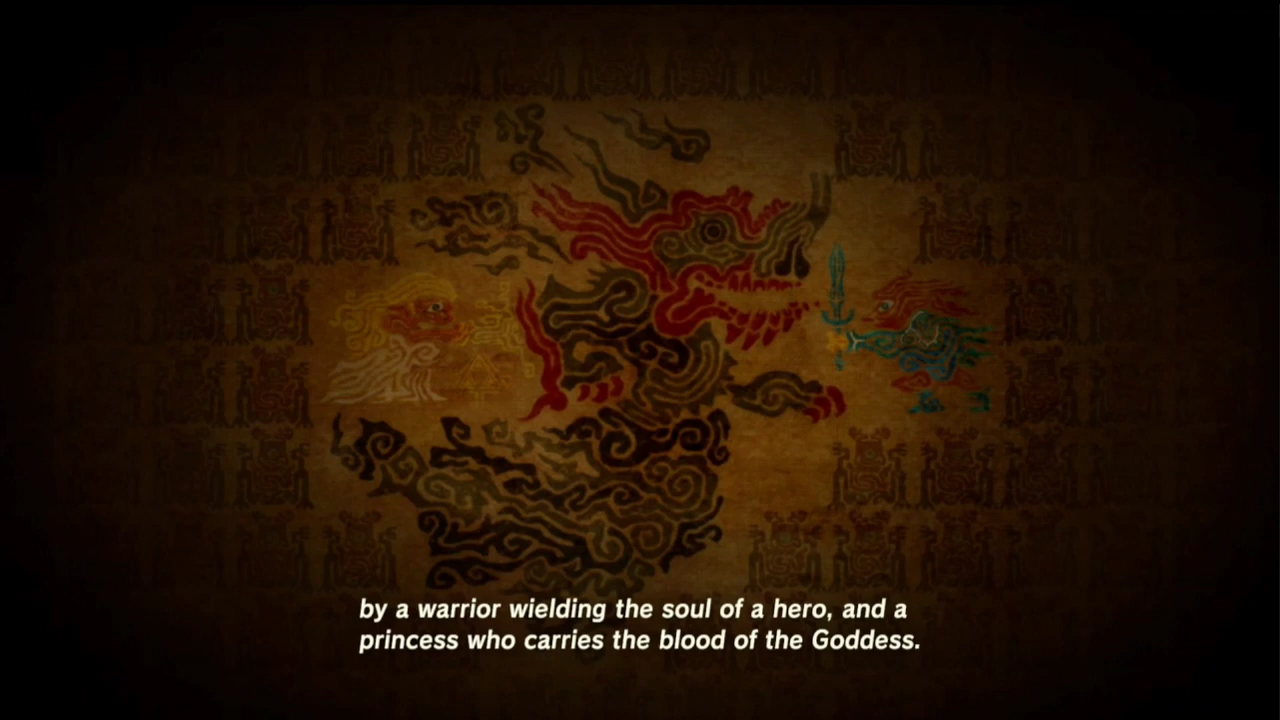 by a warrior wielding the soul of a hero, and a
princess who carries the blood of the Goddess.